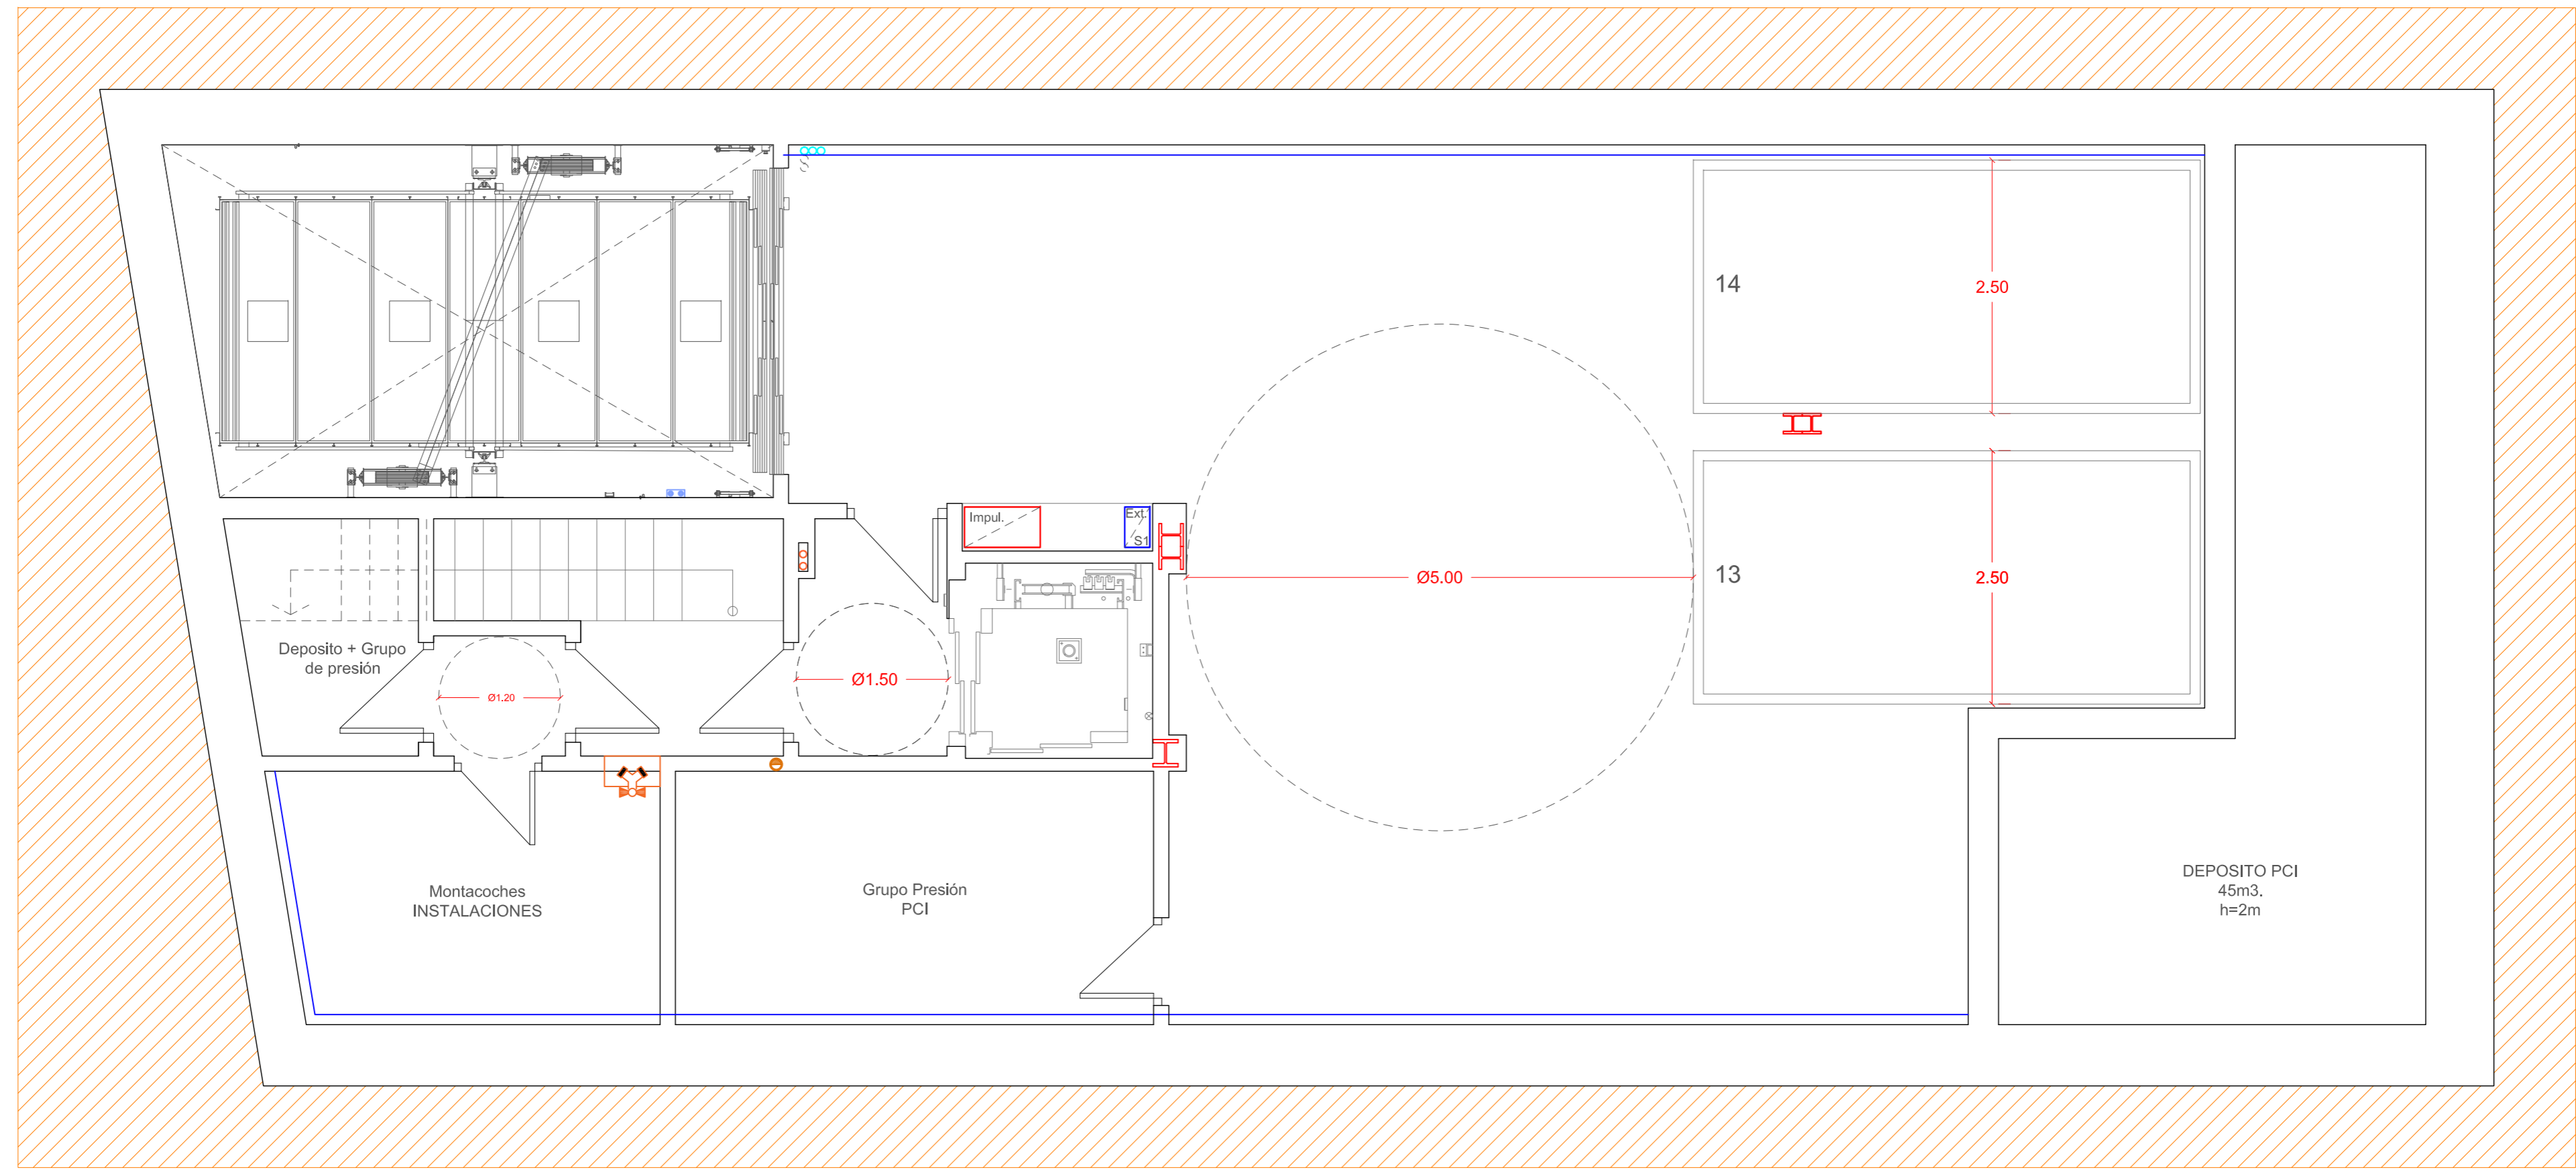 14
2.50
Impul.
Ext.
S1
Ø5.00
13
2.50
Deposito + Grupo
de presión
Ø1.20
Ø1.50
Montacoches
INSTALACIONES
Grupo Presión
PCI
DEPOSITO PCI
45m3.
h=2m